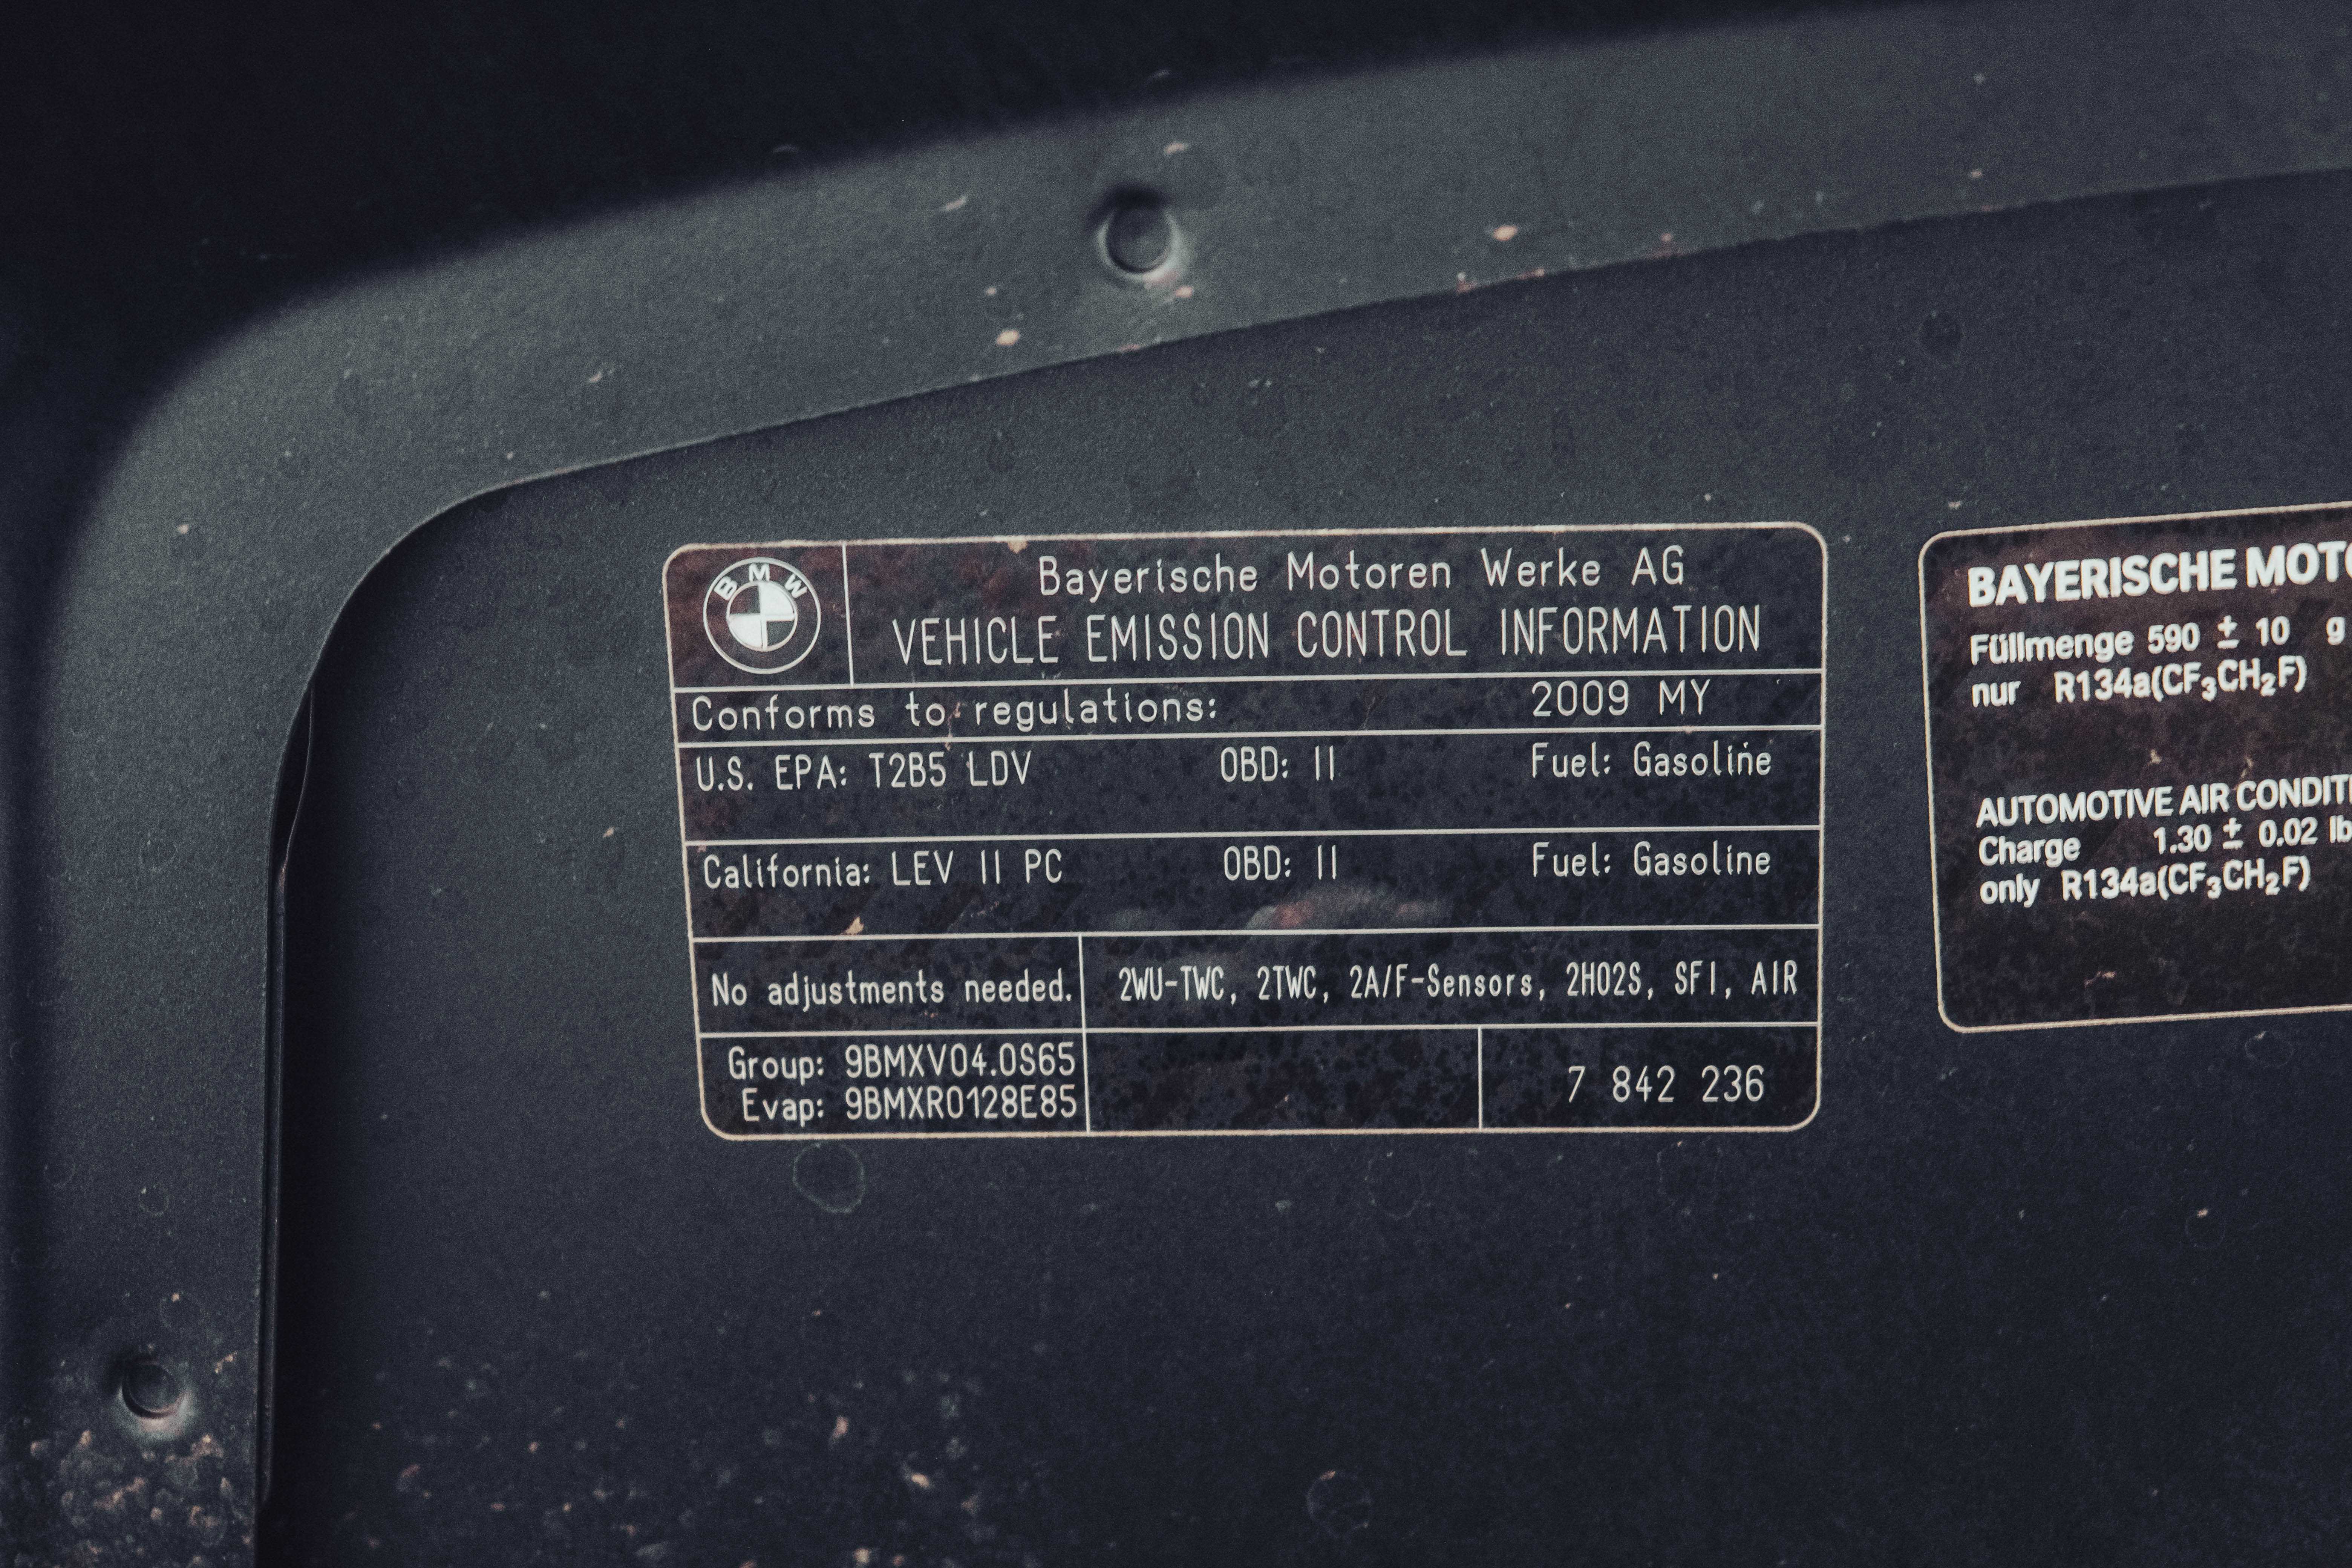 BMW
Bayerische Motoren Werke AG
VEHICLE EMISSION CONTROL INFORMATION
Conforms to regulations: 2009 MY
U.S. EPA: T2B5 LDV OBD: II Fuel: Gasoline
California: LEV II PC OBD: II Fuel: Gasoline
No adjustments needed. 2WU-TWC, 2TWC, 2A/F-Sensors, 2HO2S, SFI, AIR
Group: 9BMXV04.0S65
Evap: 9BMXR0128E85
7 842 236
BAYERISCHE
Füllmenge 590 ± 10 g
nur R134a(CF₃CH₂F)
AUTOMOTIVE AIR
Charge 1.30 ± 0.02 lb
only R134a(CF₃CH₂F)